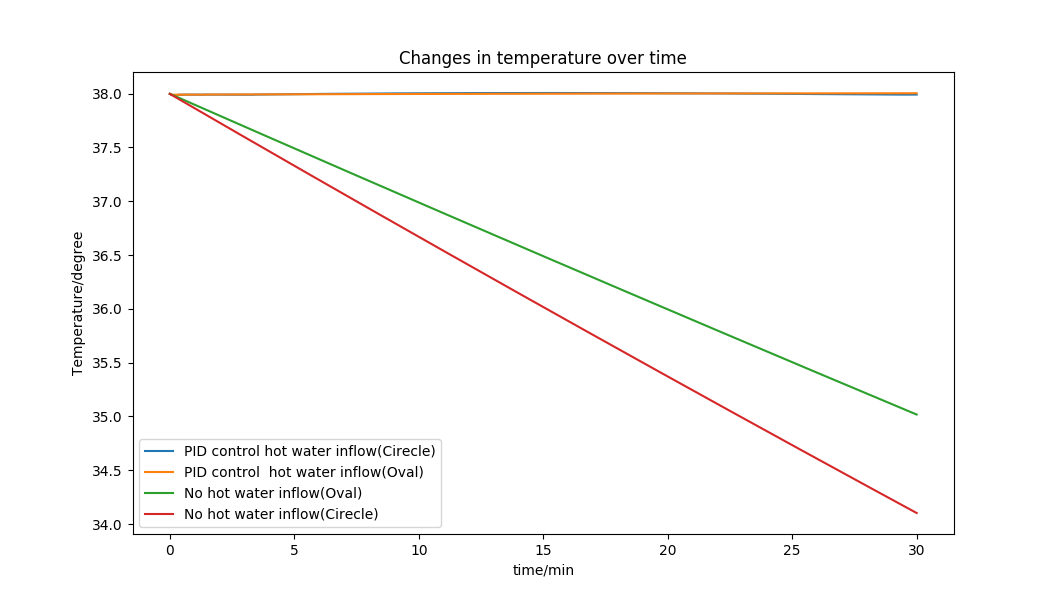 Changes in temperature over time
38.0
37.5
37.0
36.5
36.0
35.5
35.0
34.5
34.0
Temperature/degree
PID control hot water inflow(Cirecle)
PID control  hot water inflow(Oval)
No hot water inflow(Oval)
No hot water inflow(Cirecle)
0 5 10 15 20 25 30
time/min